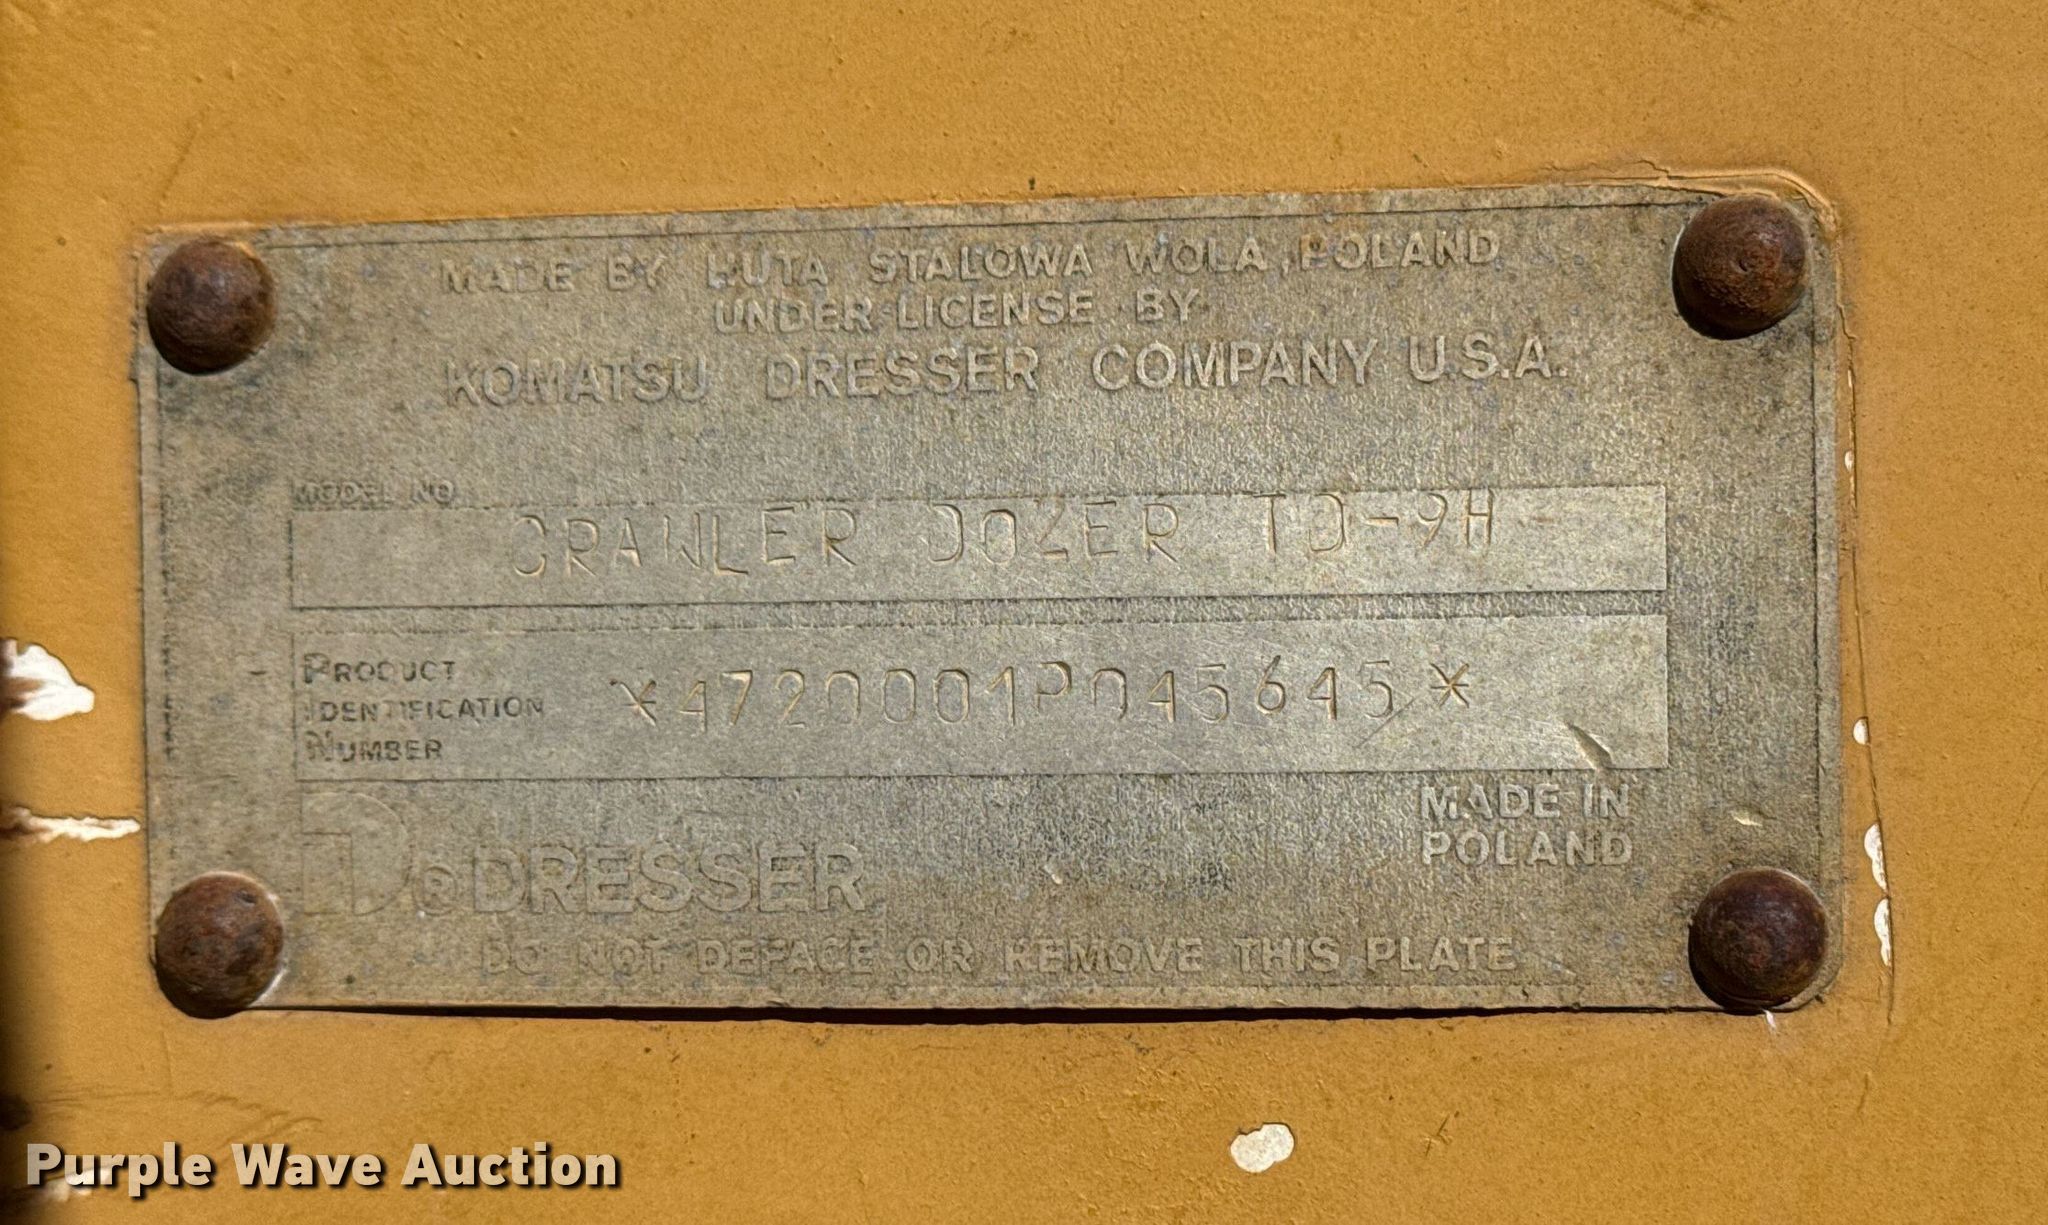 MADE BY HUTA STALOWA WOLA, POLAND
UNDER LICENSE BY
KOMATSU DRESSER COMPANY U.S.A.
MODEL NO
CRAWLER DOZER TD-9H
PRODUCT
IDENTIFICATION
NUMBER
*4720001P045645*
MADE IN
POLAND
® DRESSER
DO NOT DEFACE OR REMOVE THIS PLATE
Purple Wave Auction